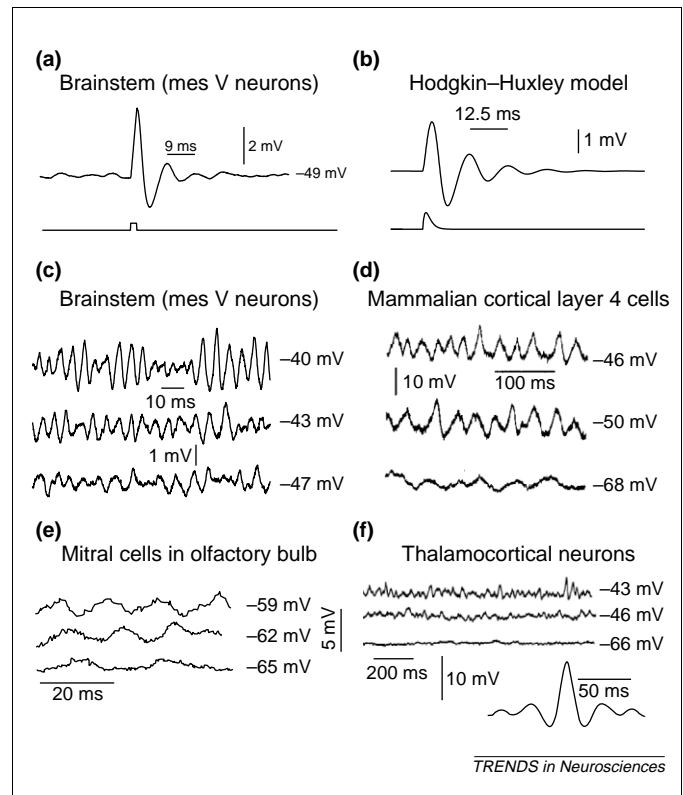 (a)
Brainstem (mes V neurons)
9 ms
2 mV
–49 mV
(b)
Hodgkin–Huxley model
12.5 ms
1 mV
(c)
Brainstem (mes V neurons)
–40 mV
10 ms
–43 mV
1 mV
–47 mV
(d)
Mammalian cortical layer 4 cells
–46 mV
10 mV
100 ms
–50 mV
–68 mV
(e)
Mitral cells in olfactory bulb
–59 mV
–62 mV
–65 mV
5 mV
20 ms
(f)
Thalamocortical neurons
–43 mV
–46 mV
–66 mV
200 ms
10 mV
50 ms
TRENDS in Neurosciences